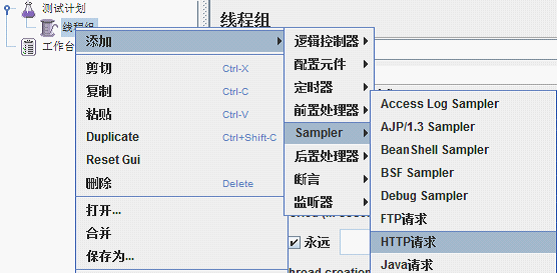 测试计划
线程组
工作台
线程组
添加
剪切 Ctrl-X
复制 Ctrl-C
粘贴 Ctrl-V
Duplicate Ctrl+Shift-C
Reset Gui
删除 Delete
打开...
合并
保存为...
逻辑控制器
配置元件
定时器
前置处理器
Sampler
后置处理器
断言
监听器
永远
Access Log Sampler
AJP/1.3 Sampler
BeanShell Sampler
BSF Sampler
Debug Sampler
FTP请求
HTTP请求
Java请求